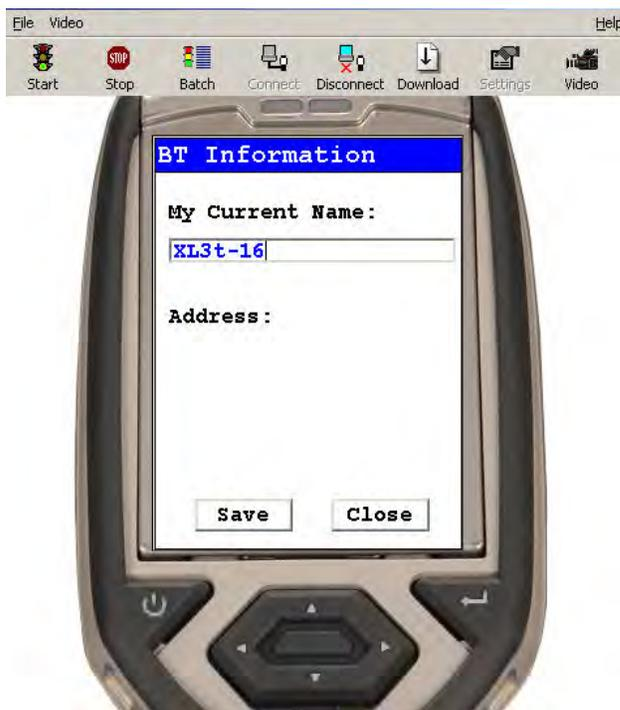 File Video Help
STOP
Start Stop Batch Connect Disconnect Download Settings Video
BT Information
My Current Name:
XL3t-16
Address:
Save Close